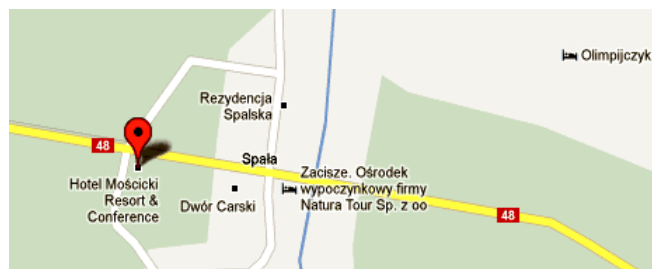 Olimpijczyk
Rezydencja
Spalska
48
Spała
Zacisze. Ośrodek
wypoczynkowy firmy
Natura Tour Sp. z oo
Hotel Mościcki
Resort &
Conference
Dwór Carski
48